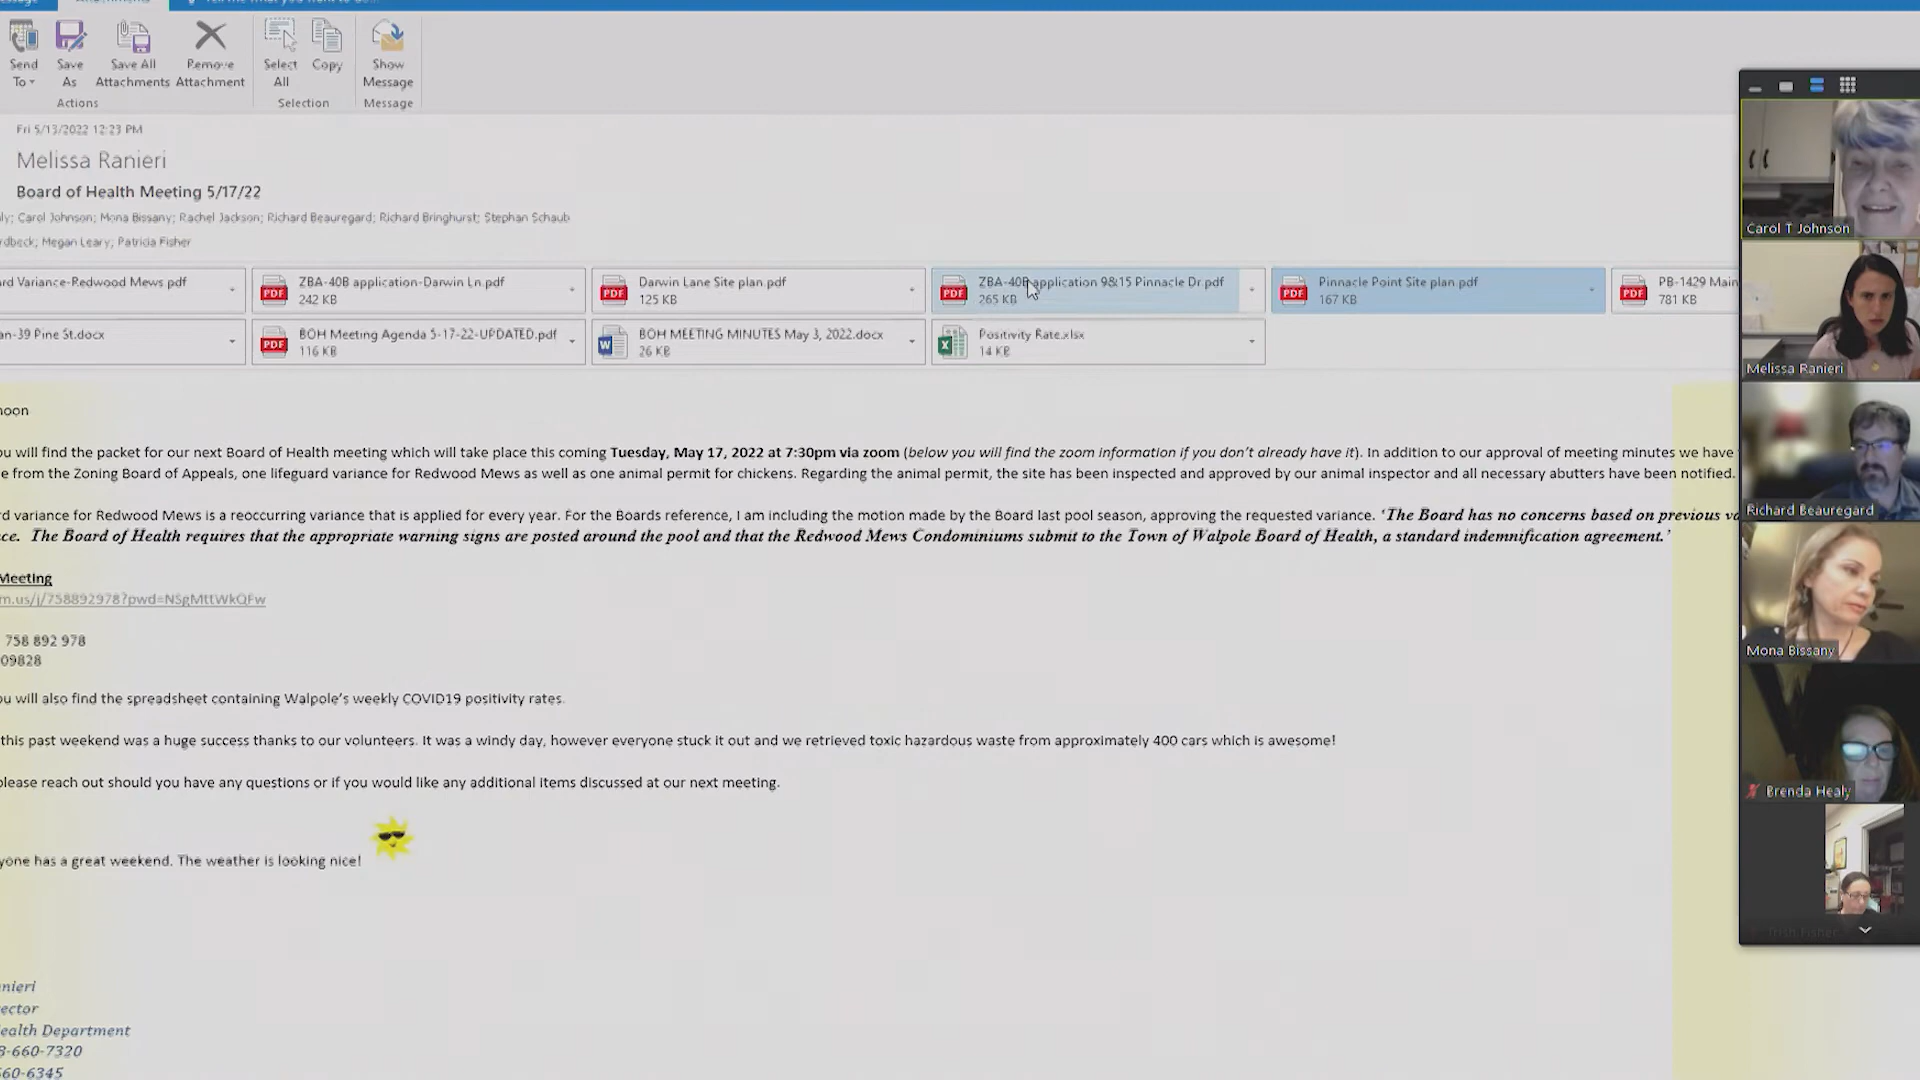 Send To
Save As
Save All Attachments
Remove Attachment
Select All
Copy
Show Message
Actions
Selection
Message
Fri 5/13/2022 12:23 PM
Melissa Ranieri
Board of Health Meeting 5/17/22
ly; Carol Johnson; Mona Bissany; Rachel Jackson; Richard Beauregard; Richard Bringhurst; Stephan Schaub
rdbeck; Megan Leary; Patricia Fisher
rd Variance-Redwood Mews.pdf
ZBA-40B application-Darwin Ln.pdf
242 KB
Darwin Lane Site plan.pdf
125 KB
ZBA-40B application 9&15 Pinnacle Dr.pdf
265 KB
Pinnacle Point Site plan.pdf
167 KB
PB-1429 Main
781 KB
an-39 Pine St.docx
BOH Meeting Agenda 5-17-22-UPDATED.pdf
116 KB
BOH MEETING MINUTES May 3, 2022.docx
26 KB
Positivity Rate.xlsx
14 KB
noon
ou will find the packet for our next Board of Health meeting which will take place this coming Tuesday, May 17, 2022 at 7:30pm via zoom (below you will find the zoom information if you don't already have it). In addition to our approval of meeting minutes we have
e from the Zoning Board of Appeals, one lifeguard variance for Redwood Mews as well as one animal permit for chickens. Regarding the animal permit, the site has been inspected and approved by our animal inspector and all necessary abutters have been notified.
rd variance for Redwood Mews is a reoccurring variance that is applied for every year. For the Boards reference, I am including the motion made by the Board last pool season, approving the requested variance. 'The Board has no concerns based on previous va
ce. The Board of Health requires that the appropriate warning signs are posted around the pool and that the Redwood Mews Condominiums submit to the Town of Walpole Board of Health, a standard indemnification agreement.'
Meeting
m.us/j/758892978?pwd=NSgMttWkQFw
758 892 978
09828
ou will also find the spreadsheet containing Walpole's weekly COVID19 positivity rates.
this past weekend was a huge success thanks to our volunteers. It was a windy day, however everyone stuck it out and we retrieved toxic hazardous waste from approximately 400 cars which is awesome!
please reach out should you have any questions or if you would like any additional items discussed at our next meeting.
yone has a great weekend. The weather is looking nice!
nieri
ector
ealth Department
8-660-7320
660-6345
Carol T Johnson
Melissa Ranieri
Richard Beauregard
Mona Bissany
Brenda Healy
Trish Fisher